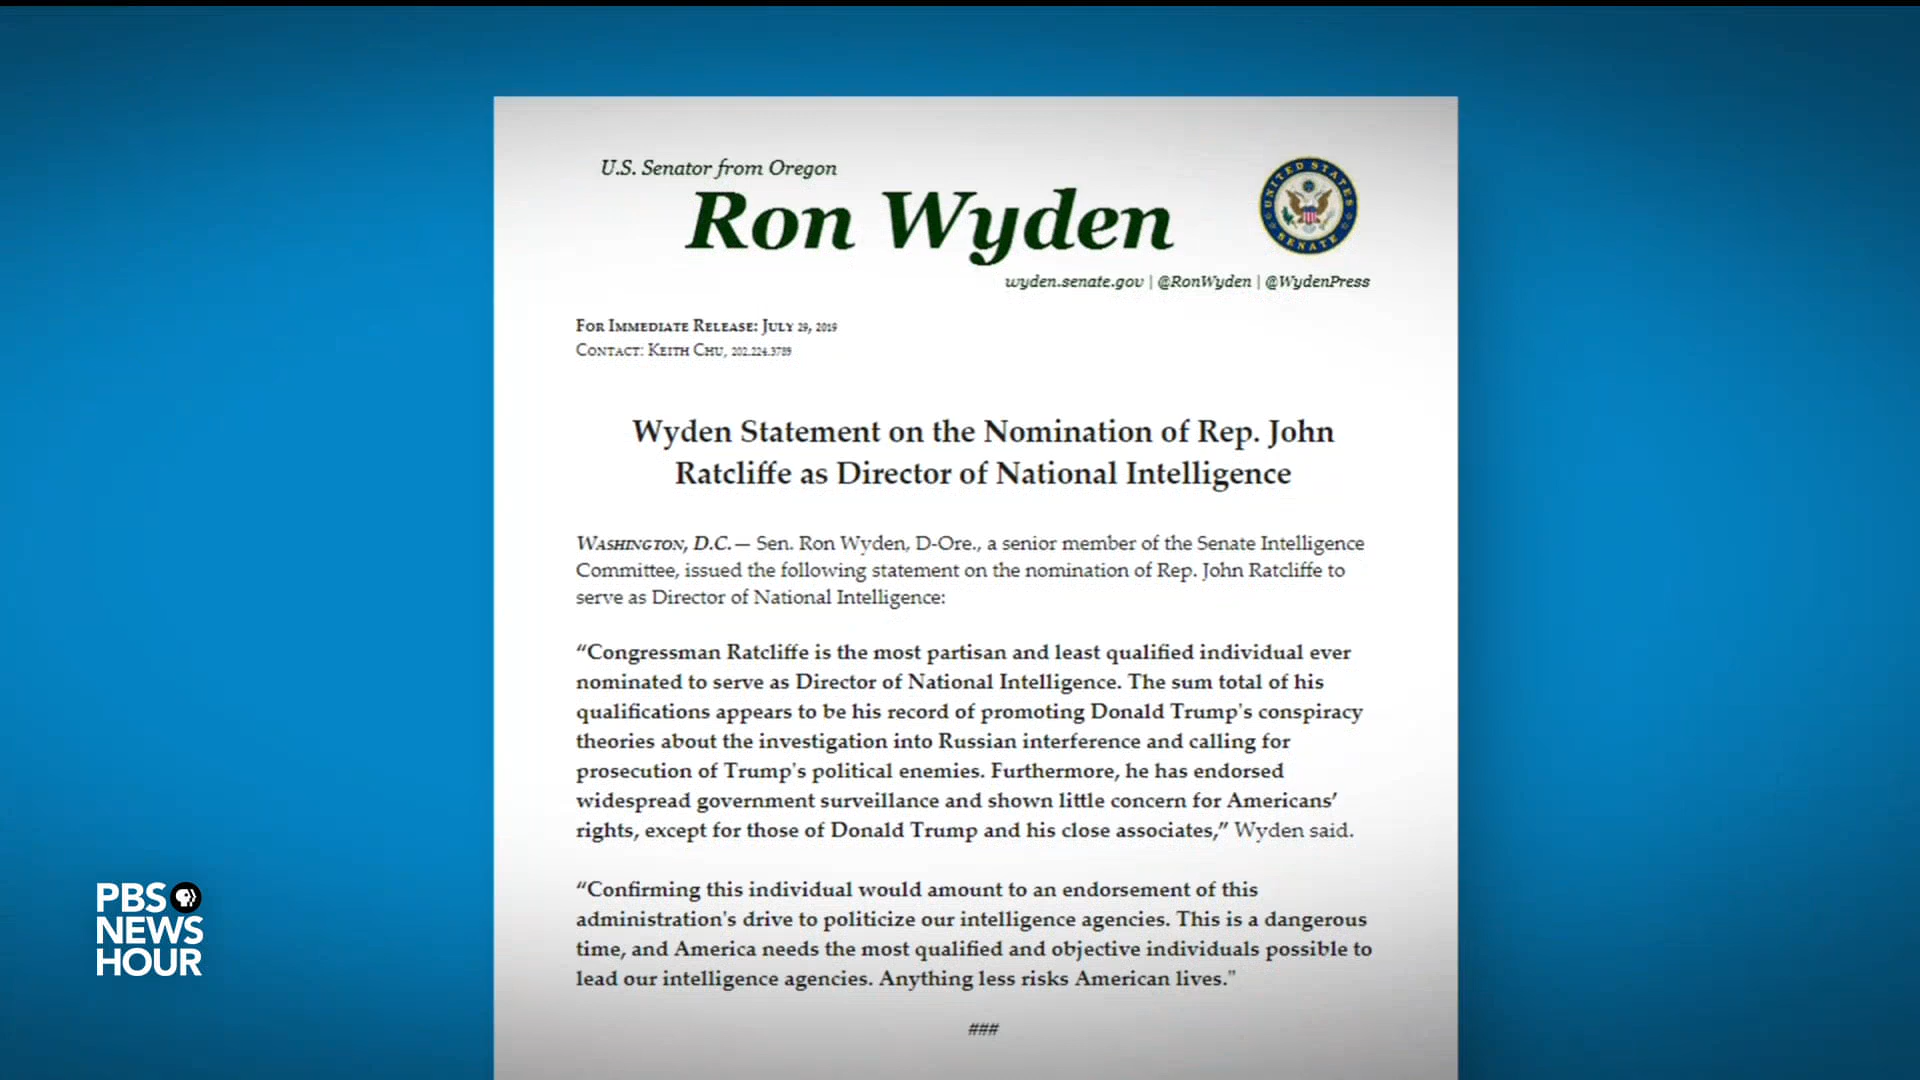 U.S. Senator from Oregon
Ron Wyden
UNITED STATES SENATE
wyden.senate.gov | @RonWyden | @WydenPress
FOR IMMEDIATE RELEASE: JULY 29, 2019
CONTACT: KEITH CHU, 202.224.3789
Wyden Statement on the Nomination of Rep. John
Ratcliffe as Director of National Intelligence
WASHINGTON, D.C. — Sen. Ron Wyden, D-Ore., a senior member of the Senate Intelligence
Committee, issued the following statement on the nomination of Rep. John Ratcliffe to
serve as Director of National Intelligence:
“Congressman Ratcliffe is the most partisan and least qualified individual ever
nominated to serve as Director of National Intelligence. The sum total of his
qualifications appears to be his record of promoting Donald Trump's conspiracy
theories about the investigation into Russian interference and calling for
prosecution of Trump's political enemies. Furthermore, he has endorsed
widespread government surveillance and shown little concern for Americans’
rights, except for those of Donald Trump and his close associates,” Wyden said.
“Confirming this individual would amount to an endorsement of this
administration's drive to politicize our intelligence agencies. This is a dangerous
time, and America needs the most qualified and objective individuals possible to
lead our intelligence agencies. Anything less risks American lives."
###
PBS
NEWS
HOUR